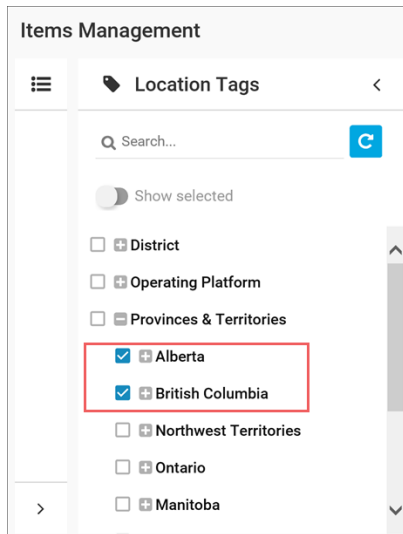 Items Management
Location Tags
Search...
Show selected
District
Operating Platform
Provinces & Territories
Alberta
British Columbia
Northwest Territories
Ontario
Manitoba